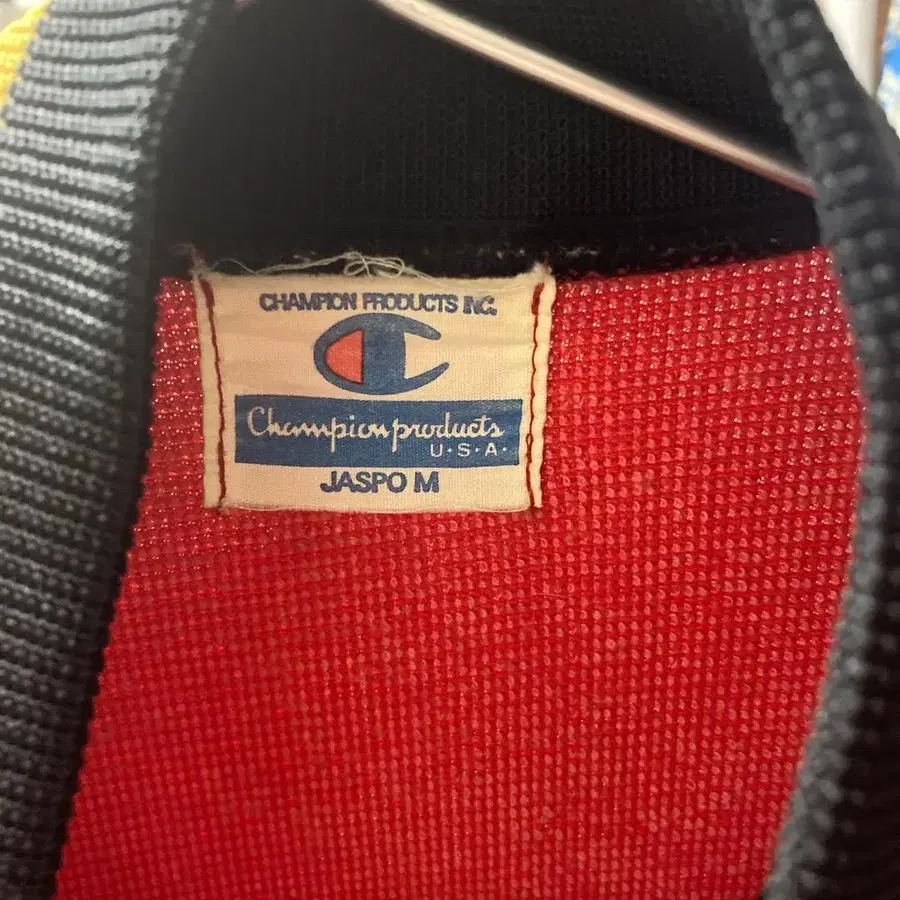 CHAMPION PRODUCTS INC.
Champion products
U.S.A.
JASPO M